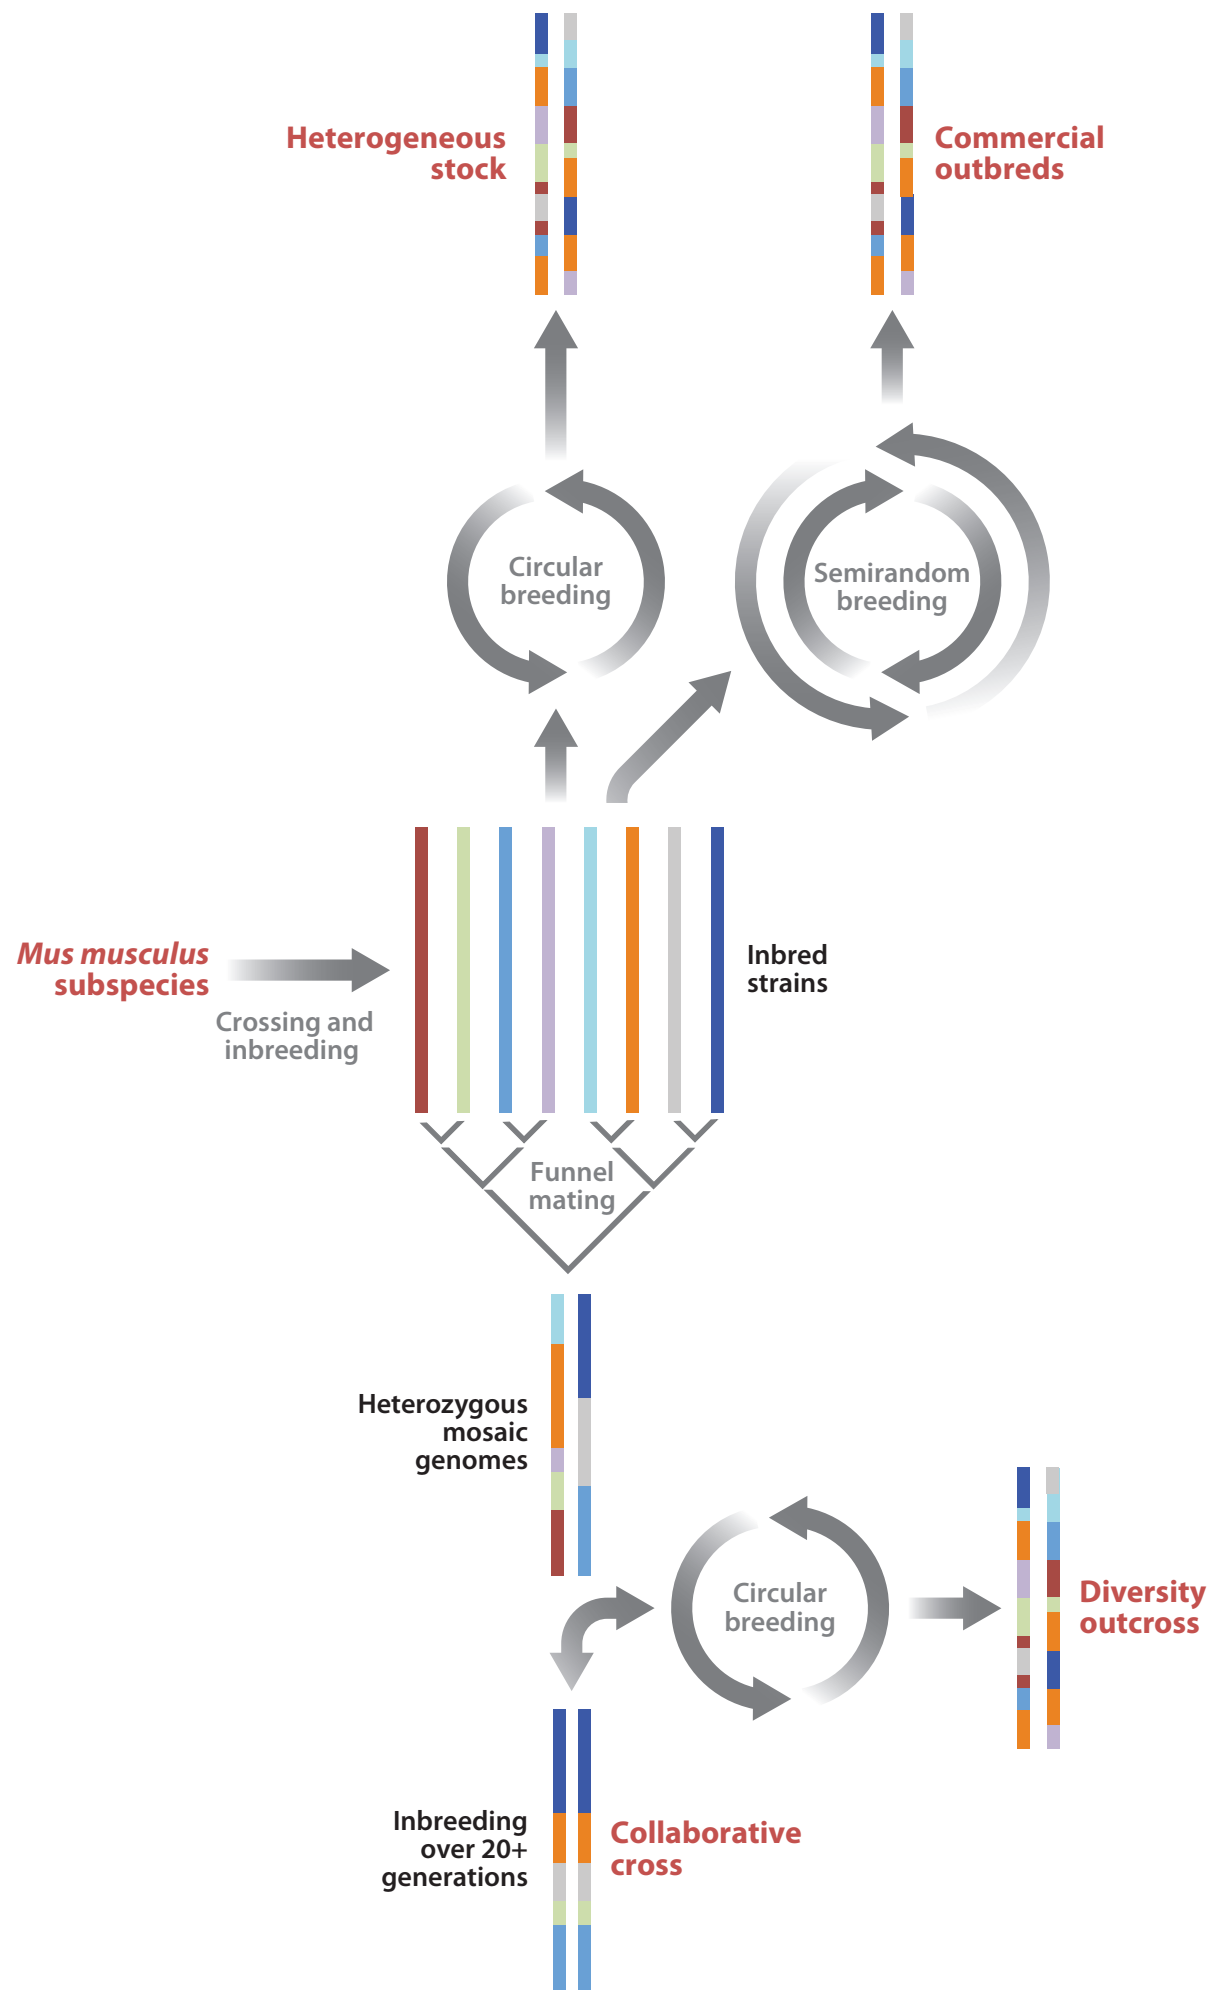 Heterogeneous
stock
Commercial
outbreds
Circular
breeding
Semirandom
breeding
Mus musculus
subspecies
Crossing and
inbreeding
Inbred
strains
Funnel
mating
Heterozygous
mosaic
genomes
Circular
breeding
Diversity
outcross
Inbreeding
over 20+
generations
Collaborative
cross